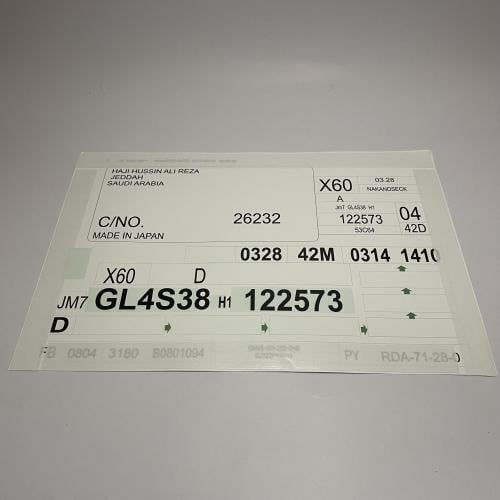 HAJI HUSSIN ALI REZA
JEDDAH
SAUDI ARABIA
C/NO. 26232
MADE IN JAPAN
X60 03.28
NAKANDSECK
A
JM7 GL4S38 H1
122573 04
53C64 42D
0328 42M 0314 1410
X60 D
JM7 GL4S38 H1 122573
D
FB 0804 3180 B0801094 PY RDA-71-28-0